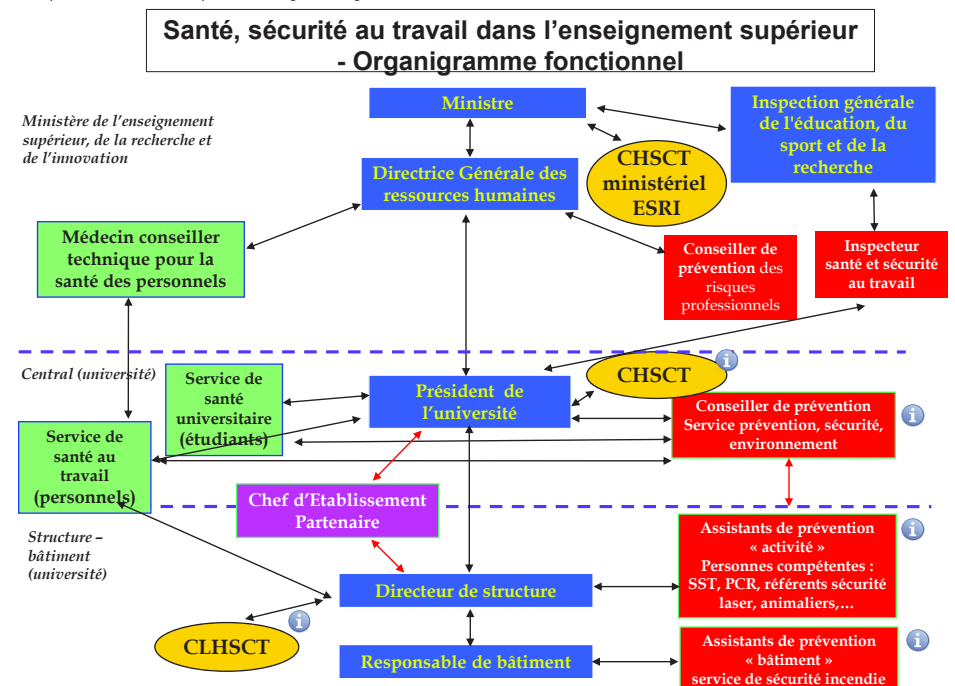 Santé, sécurité au travail dans l’enseignement supérieur
- Organigramme fonctionnel
Ministère de l’enseignement
supérieur, de la recherche et
de l’innovation
Ministre
Inspection générale
de l'éducation, du
sport et de la
recherche
CHSCT
ministériel
ESRI
Directrice Générale des
ressources humaines
Médecin conseiller
technique pour la
santé des personnels
Conseiller de
prévention des
risques
professionnels
Inspecteur
santé et sécurité
au travail
Central (université)
Service de
santé
universitaire
(étudiants)
Président de
l’université
CHSCT
i
Conseiller de prévention
Service prévention, sécurité,
environnement
i
Service de
santé au
travail
(personnels)
Chef d’Etablissement
Partenaire
Structure –
bâtiment
(université)
Assistants de prévention
« activité »
Personnes compétentes :
SST, PCR, référents sécurité
laser, animaliers,…
i
Directeur de structure
CLHSCT
i
Responsable de bâtiment
Assistants de prévention
« bâtiment »
service de sécurité incendie
i